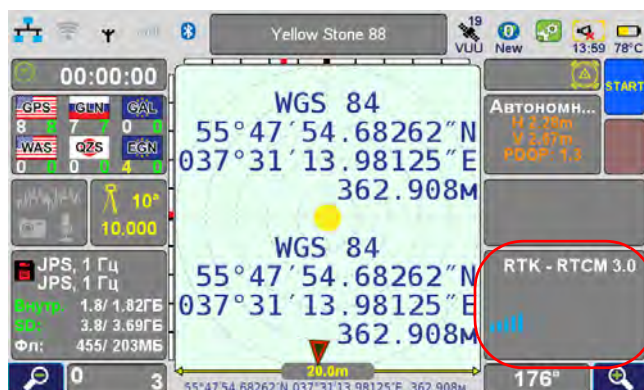 Yellow Stone 88
19
VUU
New
13:59 78°C
00:00:00
GPS GLN GAL
8 8 7 7 0 0
WAS QZS EGN
0 0 0 0 4 0
10°
10.000
JPS, 1 Гц
JPS, 1 Гц
Внутр: 1.8/ 1.82ГБ
SD: 3.8/ 3.69ГБ
Фл: 455/ 203МБ
0 3
WGS 84
55°47′54.68262″N
037°31′13.98125″E
362.908м
WGS 84
55°47′54.68262″N
037°31′13.98125″E
362.908м
20.0m
55°47'54.68262"N 037°31'13.98125"E 362.908m
START
Автономн...
PDOP: 1.3
RTK - RTCM 3.0
176°